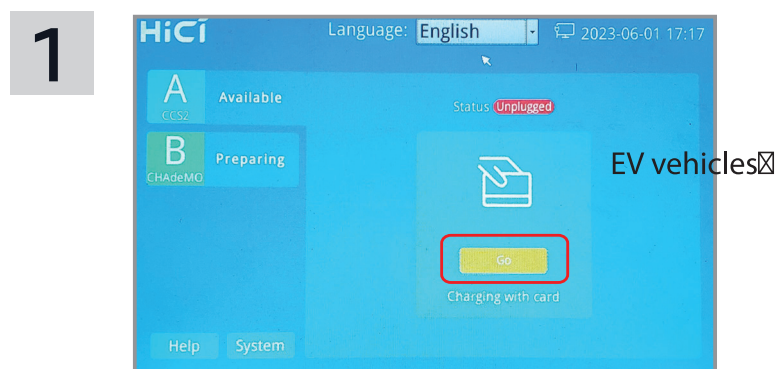 1
HiCi
Language: English
2023-06-01 17:17
A
CCS2
Available
Status Unplugged
B
CHAdeMO
Preparing
EV vehicles
Go
Charging with card
Help
System